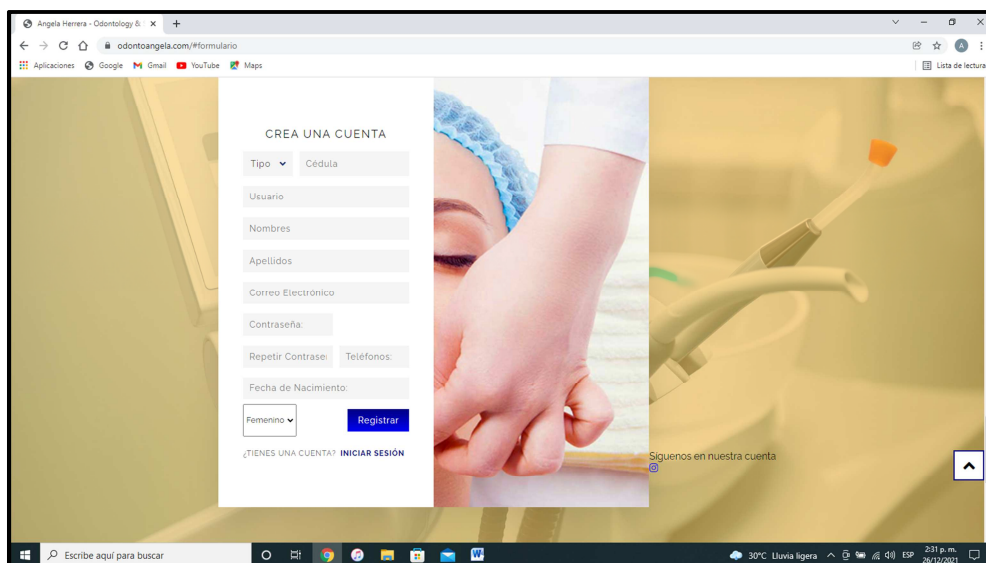 Angela Herrera - Odontology &
odontoangela.com/#formulario
Aplicaciones Google Gmail YouTube Maps Lista de lectura
CREA UNA CUENTA
Tipo Cédula
Usuario
Nombres
Apellidos
Correo Electrónico
Contraseña:
Repetir Contrase Teléfonos:
Fecha de Nacimiento:
Femenino Registrar
¿TIENES UNA CUENTA? INICIAR SESIÓN
Siguenos en nuestra cuenta
Escribe aquí para buscar 30°C Lluvia ligera ESP 2:31 p. m.
26/12/2021